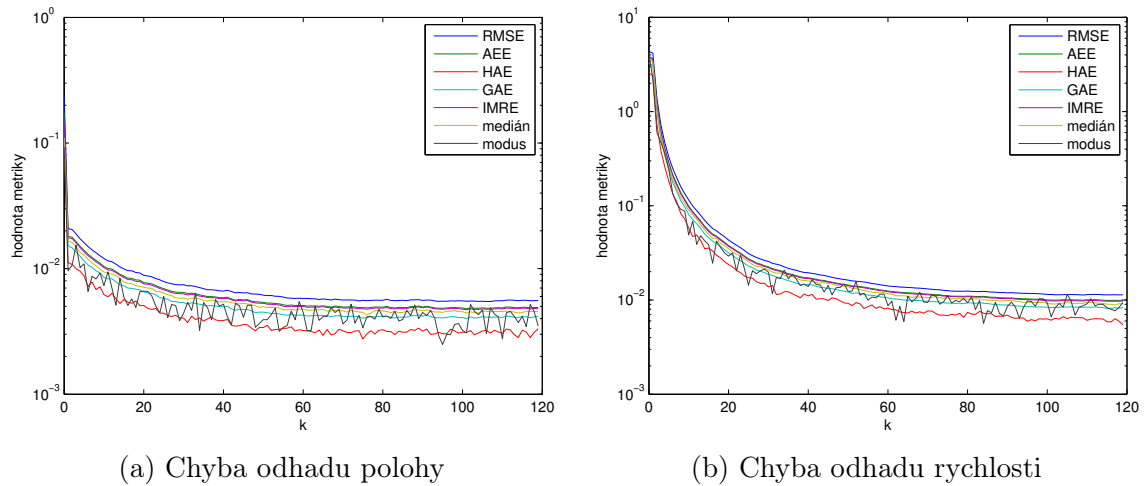 RMSE
AEE
HAE
GAE
IMRE
medián
modus
hodnota metriky
10^0
10^-1
10^-2
10^-3
0 20 40 60 80 100 120
k
(a) Chyba odhadu polohy
RMSE
AEE
HAE
GAE
IMRE
medián
modus
hodnota metriky
10^1
10^0
10^-1
10^-2
10^-3
0 20 40 60 80 100 120
k
(b) Chyba odhadu rychlosti